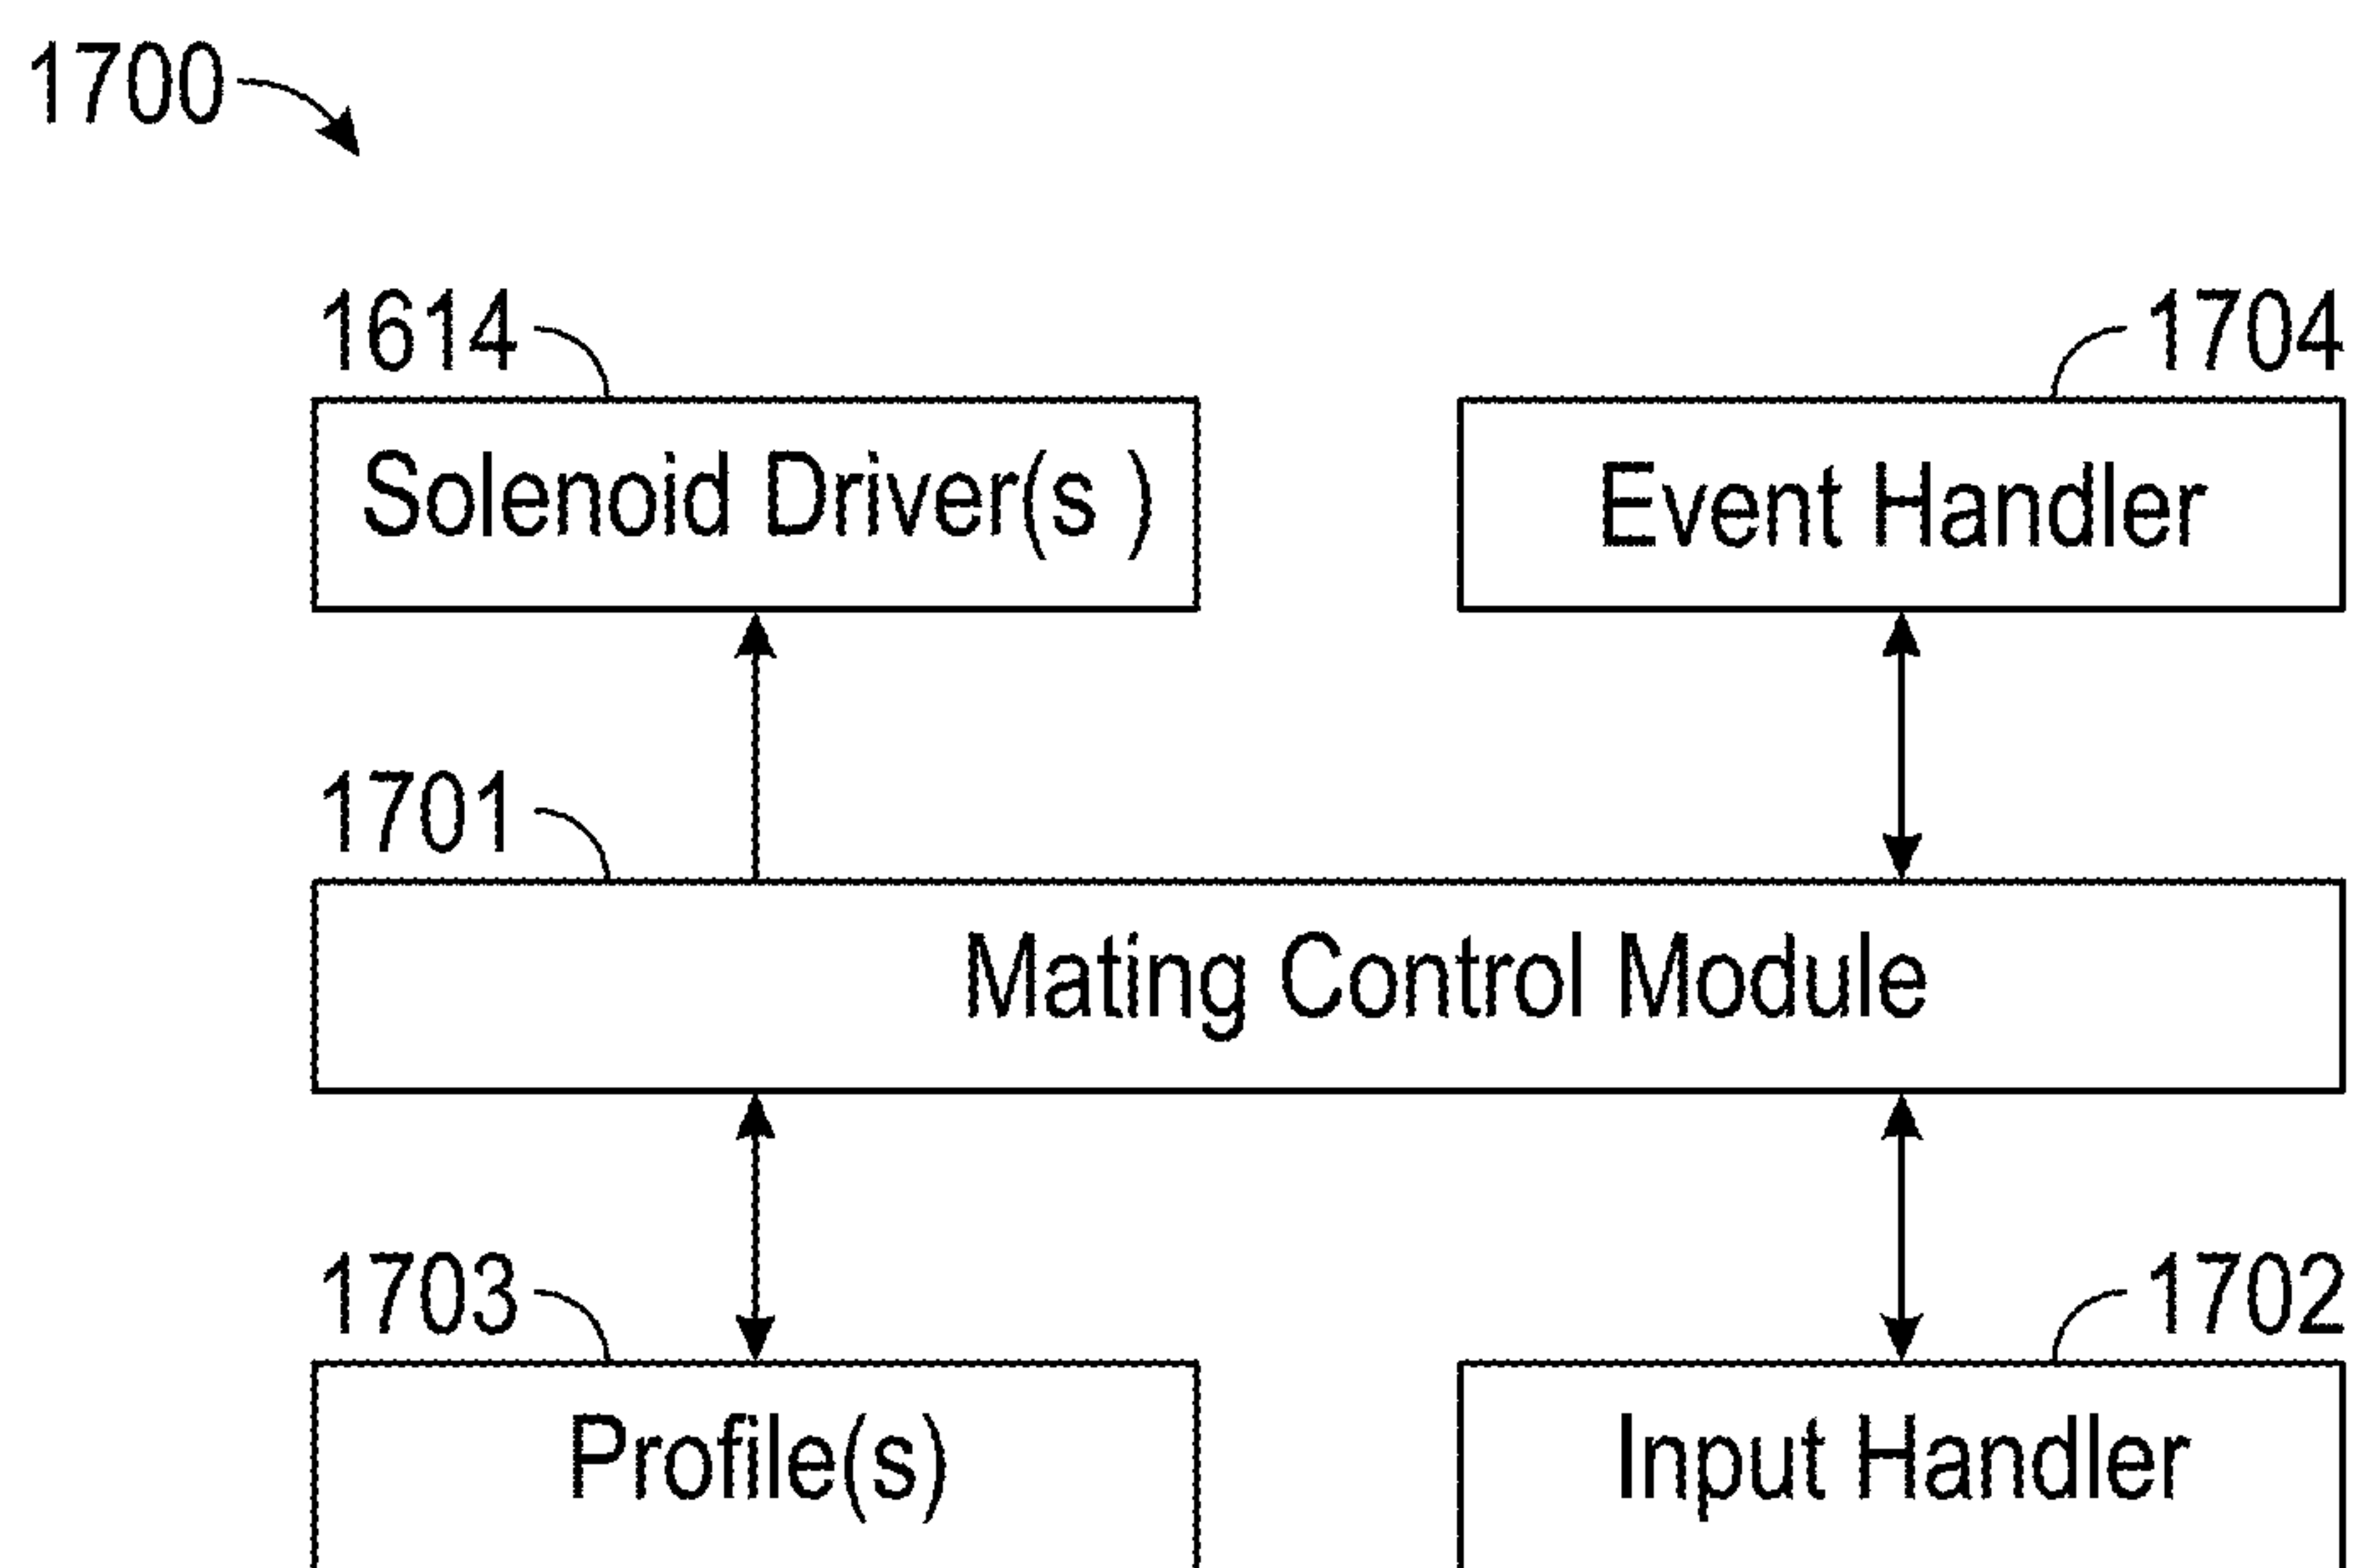 1700
1614
1704
Solenoid Driver(s )
Event Handler
1701
Mating Control Module
1703
1702
Profile(s)
Input Handler